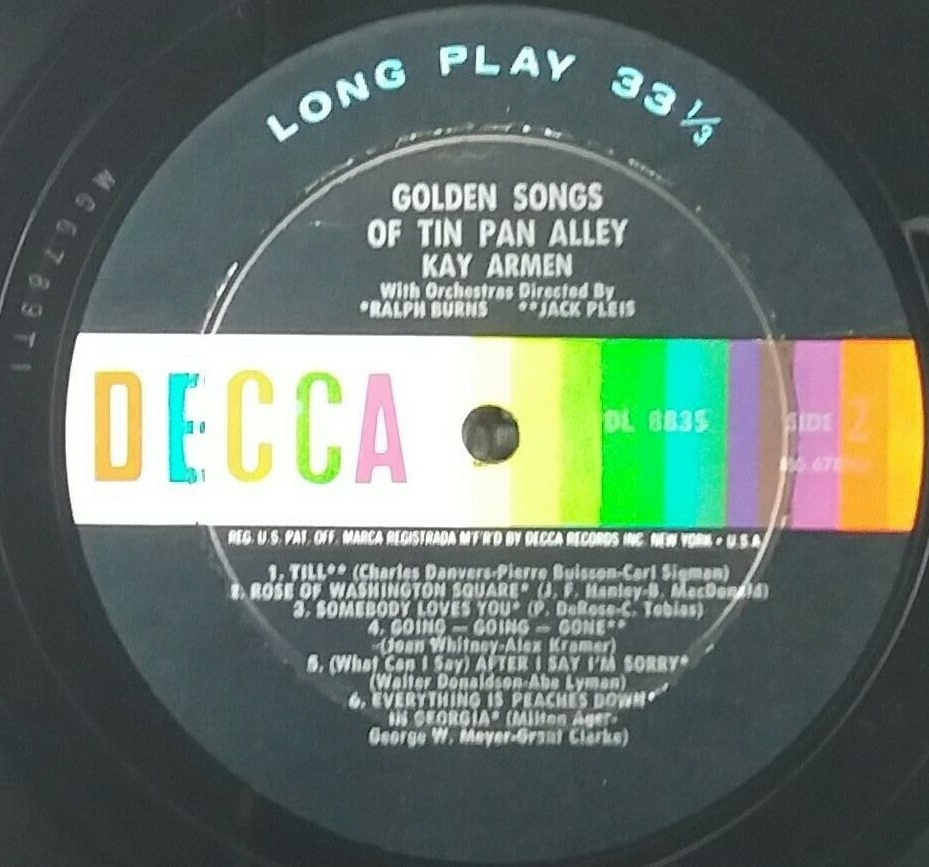 LONG PLAY 33 1/3
GOLDEN SONGS
OF TIN PAN ALLEY
KAY ARMEN
With Orchestras Directed By
*RALPH BURNS **JACK PLEIS
DECCA
DL 8835
SIDE 2
REG. U.S. PAT. OFF. MARCA REGISTRADA M'F'R'D BY DECCA RECORDS INC. NEW YORK • U.S.A.
1. TILL** (Charles Danvers-Pierre Buisson-Carl Sigman)
2. ROSE OF WASHINGTON SQUARE* (J. F. Hanley-B. MacDonald)
3. SOMEBODY LOVES YOU* (P. DeRose-C. Tobias)
4. GOING — GOING — GONE**
(Joan Whitney-Alex Kramer)
5. (What Can I Say) AFTER I SAY I'M SORRY*
(Walter Donaldson-Abe Lyman)
6. EVERYTHING IS PEACHES DOWN
IN GEORGIA* (Milton Ager-
George W. Meyer-Grant Clarke)
MG6789T1